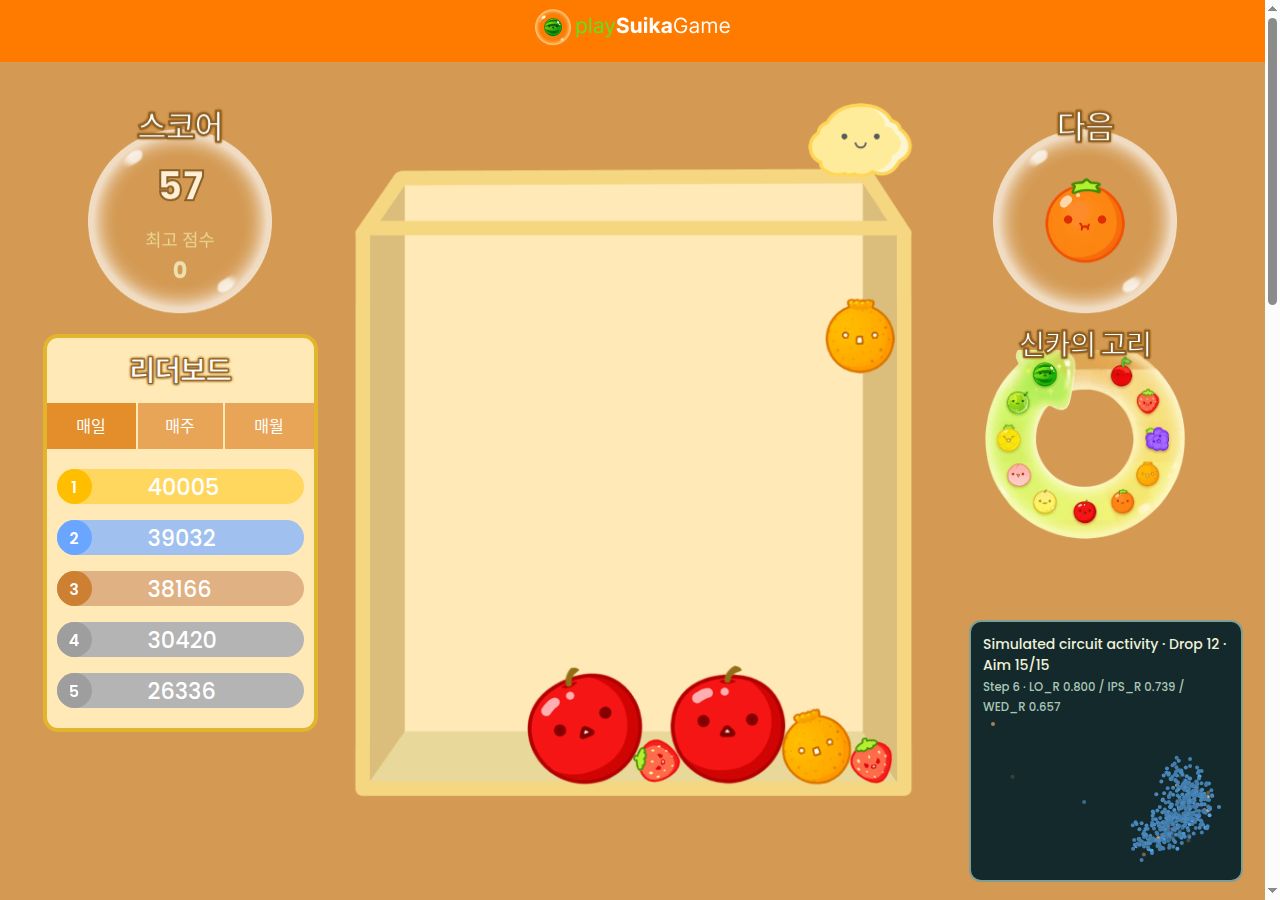 playSuikaGame
스코어
57
최고 점수
0
다음
리더보드
매일 매주 매월
1 40005
2 39032
3 38166
4 30420
5 26336
신카의 고리
Simulated circuit activity · Drop 12 ·
Aim 15/15
Step 6 · LO_R 0.800 / IPS_R 0.739 /
WED_R 0.657